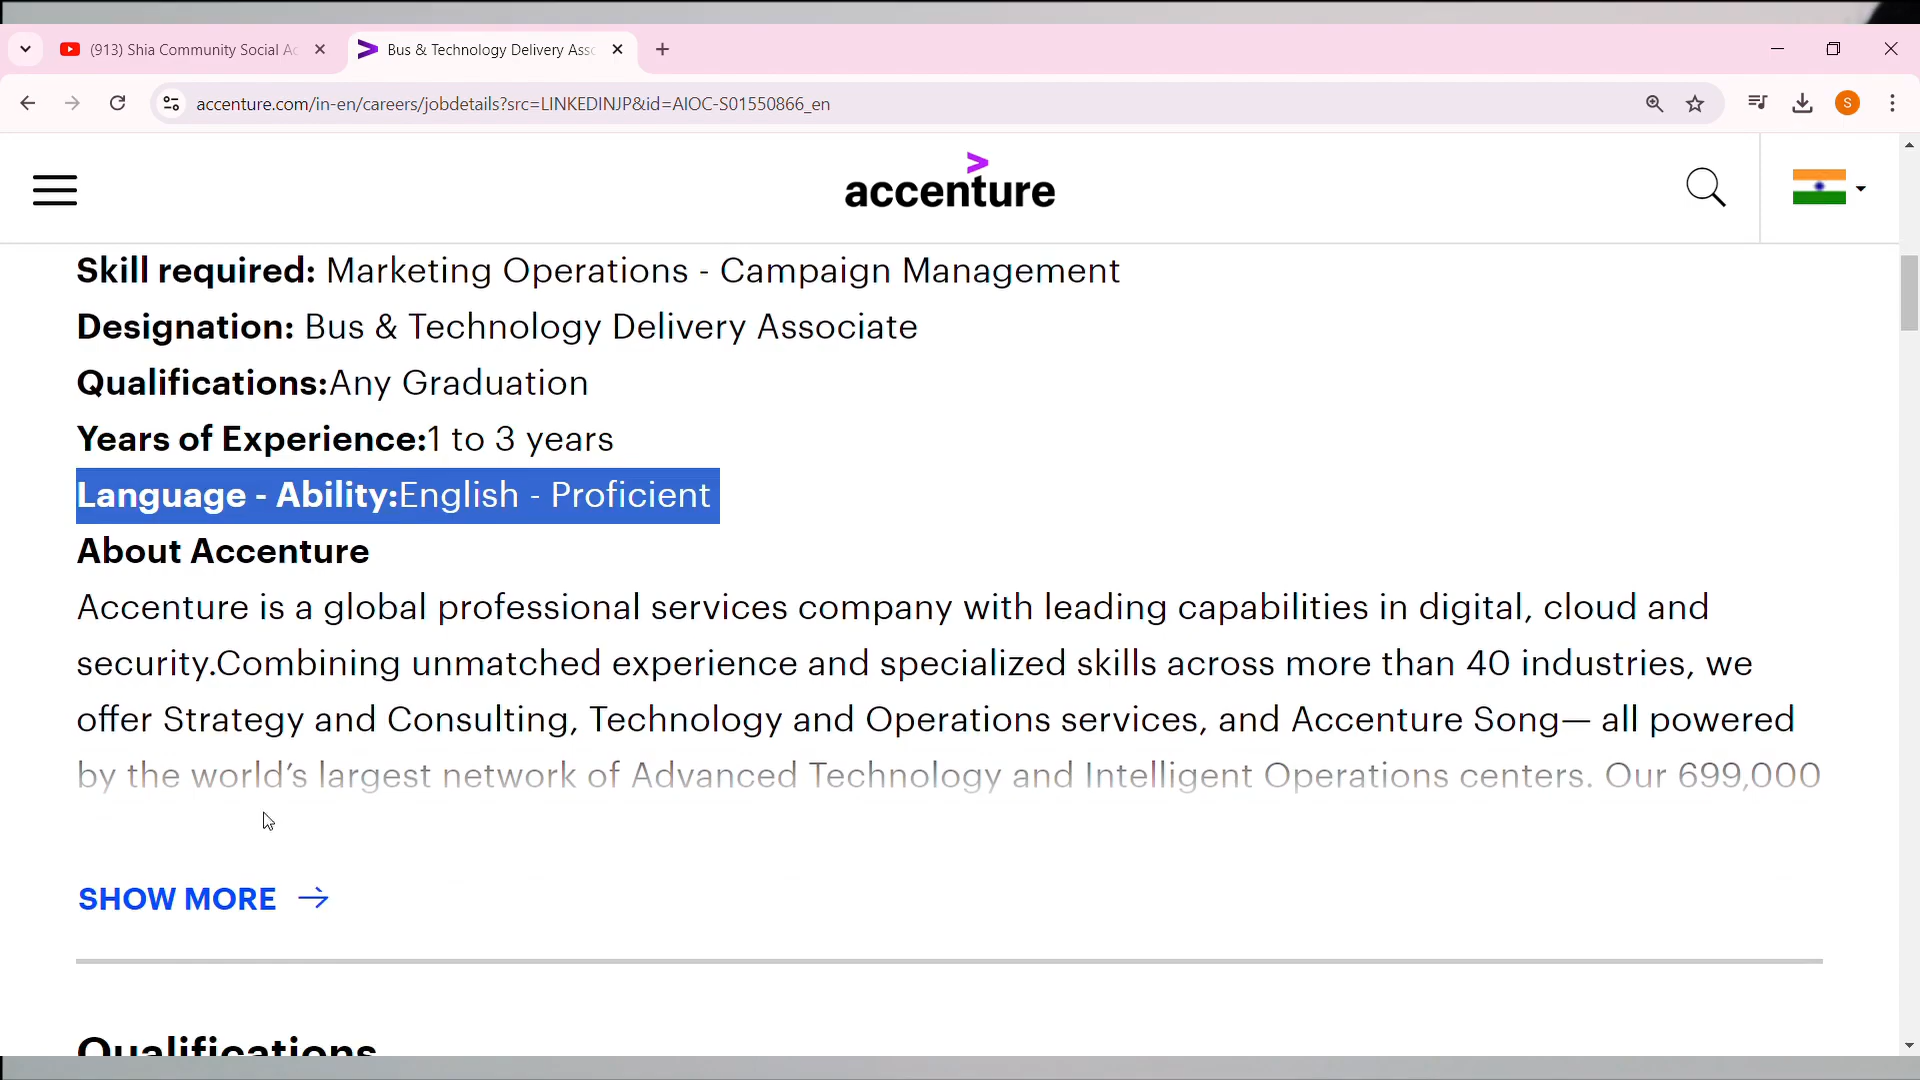 (913) Shia Community Social Ac
Bus & Technology Delivery Asso
accenture.com/in-en/careers/jobdetails?src=LINKEDINJP&id=AIOC-S01550866_en
S
accenture
Skill required: Marketing Operations - Campaign Management
Designation: Bus & Technology Delivery Associate
Qualifications:Any Graduation
Years of Experience:1 to 3 years
Language - Ability:English - Proficient
About Accenture
Accenture is a global professional services company with leading capabilities in digital, cloud and
security.Combining unmatched experience and specialized skills across more than 40 industries, we
offer Strategy and Consulting, Technology and Operations services, and Accenture Song— all powered
by the world’s largest network of Advanced Technology and Intelligent Operations centers. Our 699,000
SHOW MORE
Qualifications